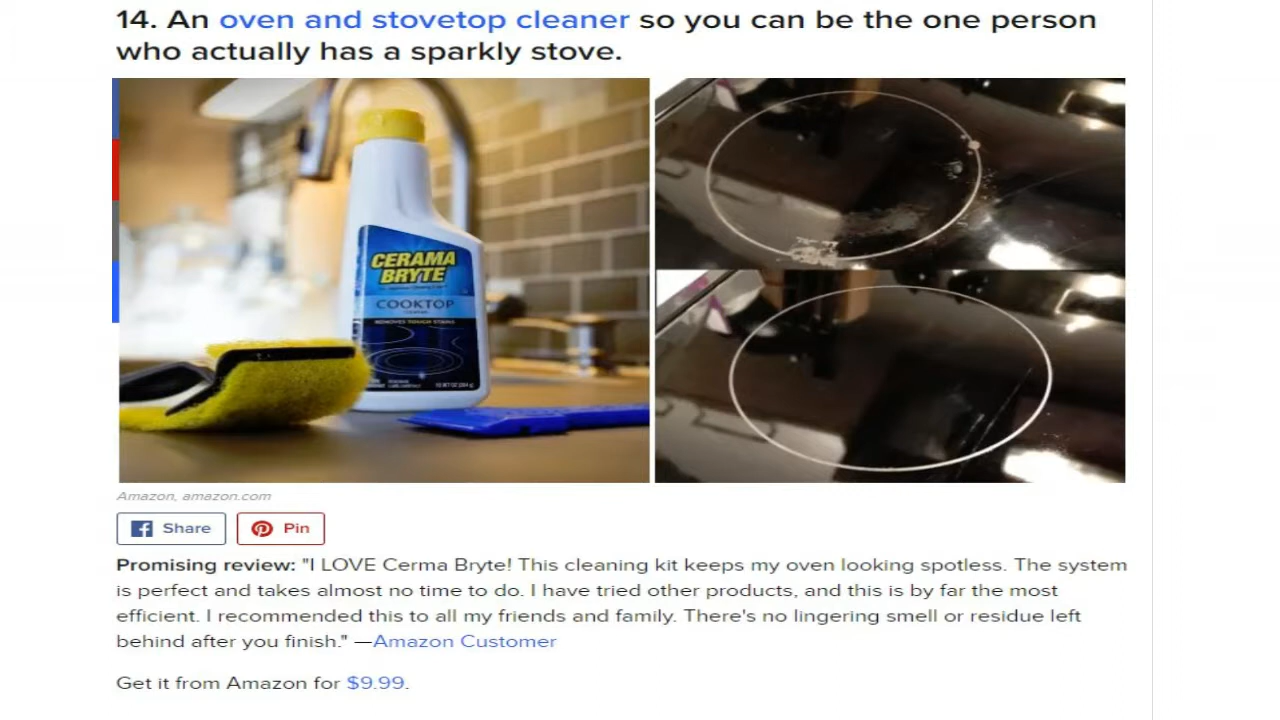 14. An oven and stovetop cleaner so you can be the one person
who actually has a sparkly stove.
CERAMA
BRYTE
COOKTOP
REMOVES TOUGH STAINS
Amazon, amazon.com
Share
Pin
Promising review: "I LOVE Cerma Bryte! This cleaning kit keeps my oven looking spotless. The system
is perfect and takes almost no time to do. I have tried other products, and this is by far the most
efficient. I recommended this to all my friends and family. There's no lingering smell or residue left
behind after you finish." —Amazon Customer
Get it from Amazon for $9.99.